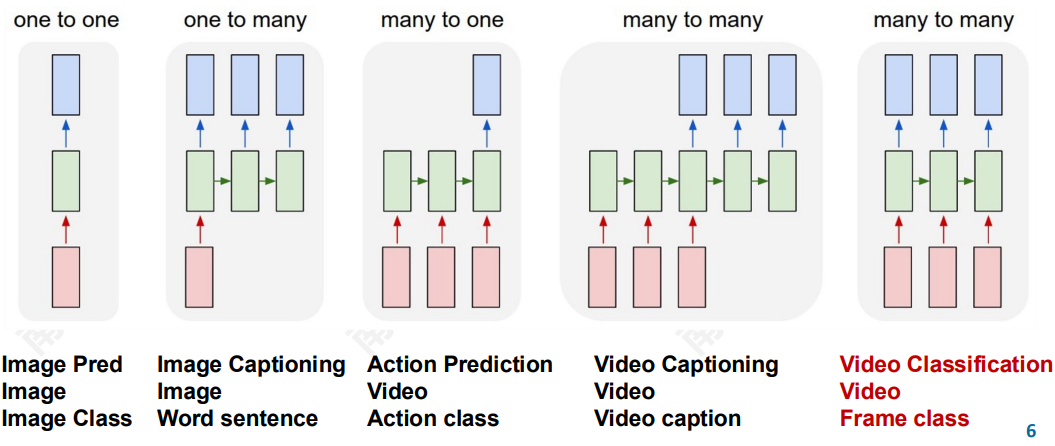 one to one
one to many
many to one
many to many
many to many
Image Pred
Image
Image Class
Image Captioning
Image
Word sentence
Action Prediction
Video
Action class
Video Captioning
Video
Video caption
Video Classification
Video
Frame class
6